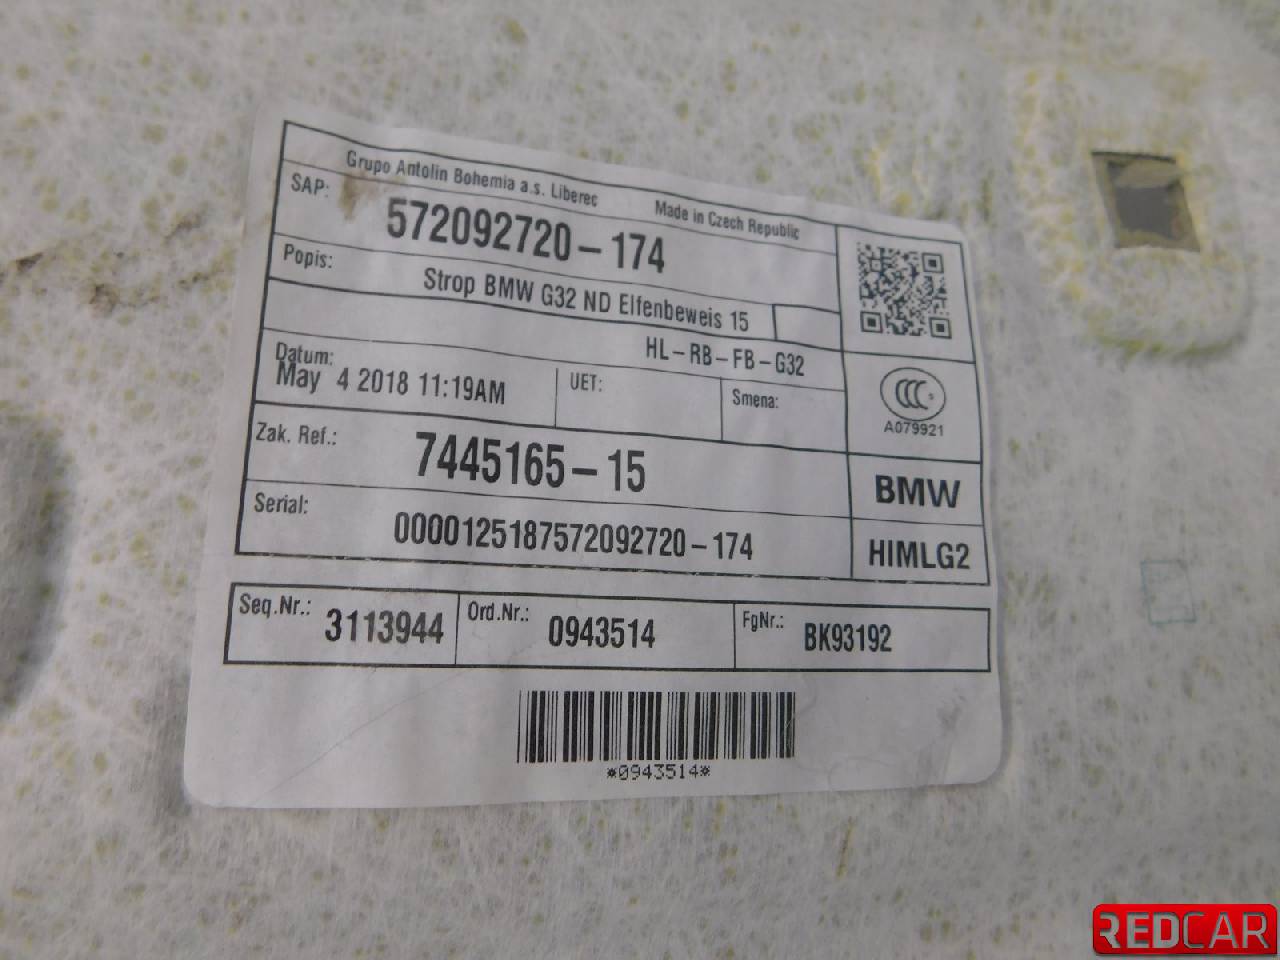 Grupo Antolin Bohemia a.s. Liberec Made in Czech Republic
SAP: 572092720-174
Popis: Strop BMW G32 ND Elfenbeweis 15
HL-RB-FB-G32
Datum: May 4 2018 11:19AM
UET:
Smena:
CCC S
A079921
Zak. Ref.: 7445165-15
BMW
Serial: 0000125187572092720-174
HIMLG2
Seq.Nr.: 3113944 Ord.Nr.: 0943514 FgNr.: BK93192
*0943514*
REDCAR